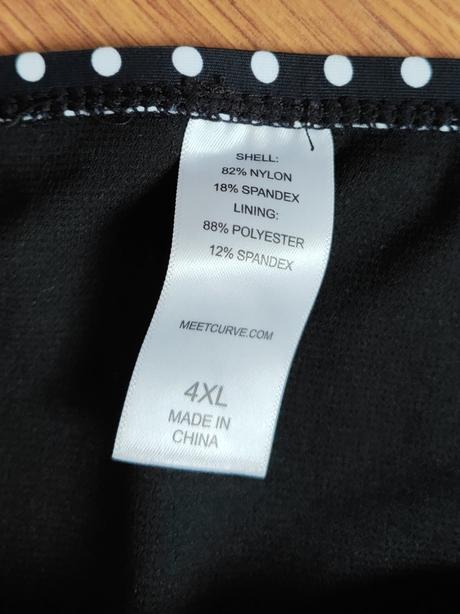 SHELL:
82% NYLON
18% SPANDEX
LINING:
88% POLYESTER
12% SPANDEX
MEETCURVE.COM
4XL
MADE IN
CHINA